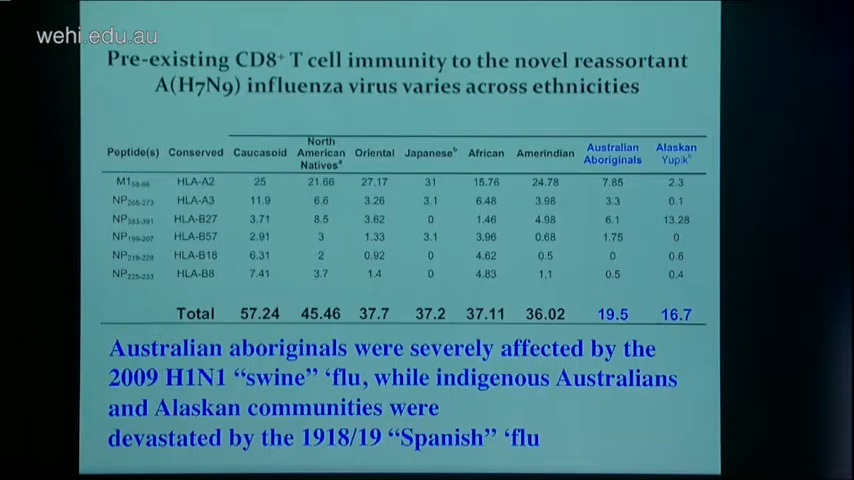 wehi.edu.au
Pre-existing CD8+ T cell immunity to the novel reassortant
A(H7N9) influenza virus varies across ethnicities
Peptide(s) Conserved Caucasoid North American Nativesᵃ Oriental Japaneseᵇ African Amerindian Australian Aboriginals Alaskan Yupikᶜ
M1₅₈₋₆₆ HLA-A2 25 21.66 27.17 31 15.76 24.78 7.85 2.3
NP₂₆₅₋₂₇₃ HLA-A3 11.9 6.6 3.26 3.1 6.48 3.98 3.3 0.1
NP₃₈₃₋₃₉₁ HLA-B27 3.71 8.5 3.62 0 1.46 4.98 6.1 13.28
NP₁₉₉₋₂₀₇ HLA-B57 2.91 3 1.33 3.1 3.96 0.68 1.75 0
HLA-B18 6.31 2 0.92 0 4.62 0.5 0 0.6
NP₂₂₅₋₂₃₃ HLA-B8 7.41 3.7 1.4 0 4.83 1.1 0.5 0.4
Total 57.24 45.46 37.7 37.2 37.11 36.02 19.5 16.7
Australian aboriginals were severely affected by the
2009 H1N1 “swine” ‘flu, while indigenous Australians
and Alaskan communities were
devastated by the 1918/19 “Spanish” ‘flu